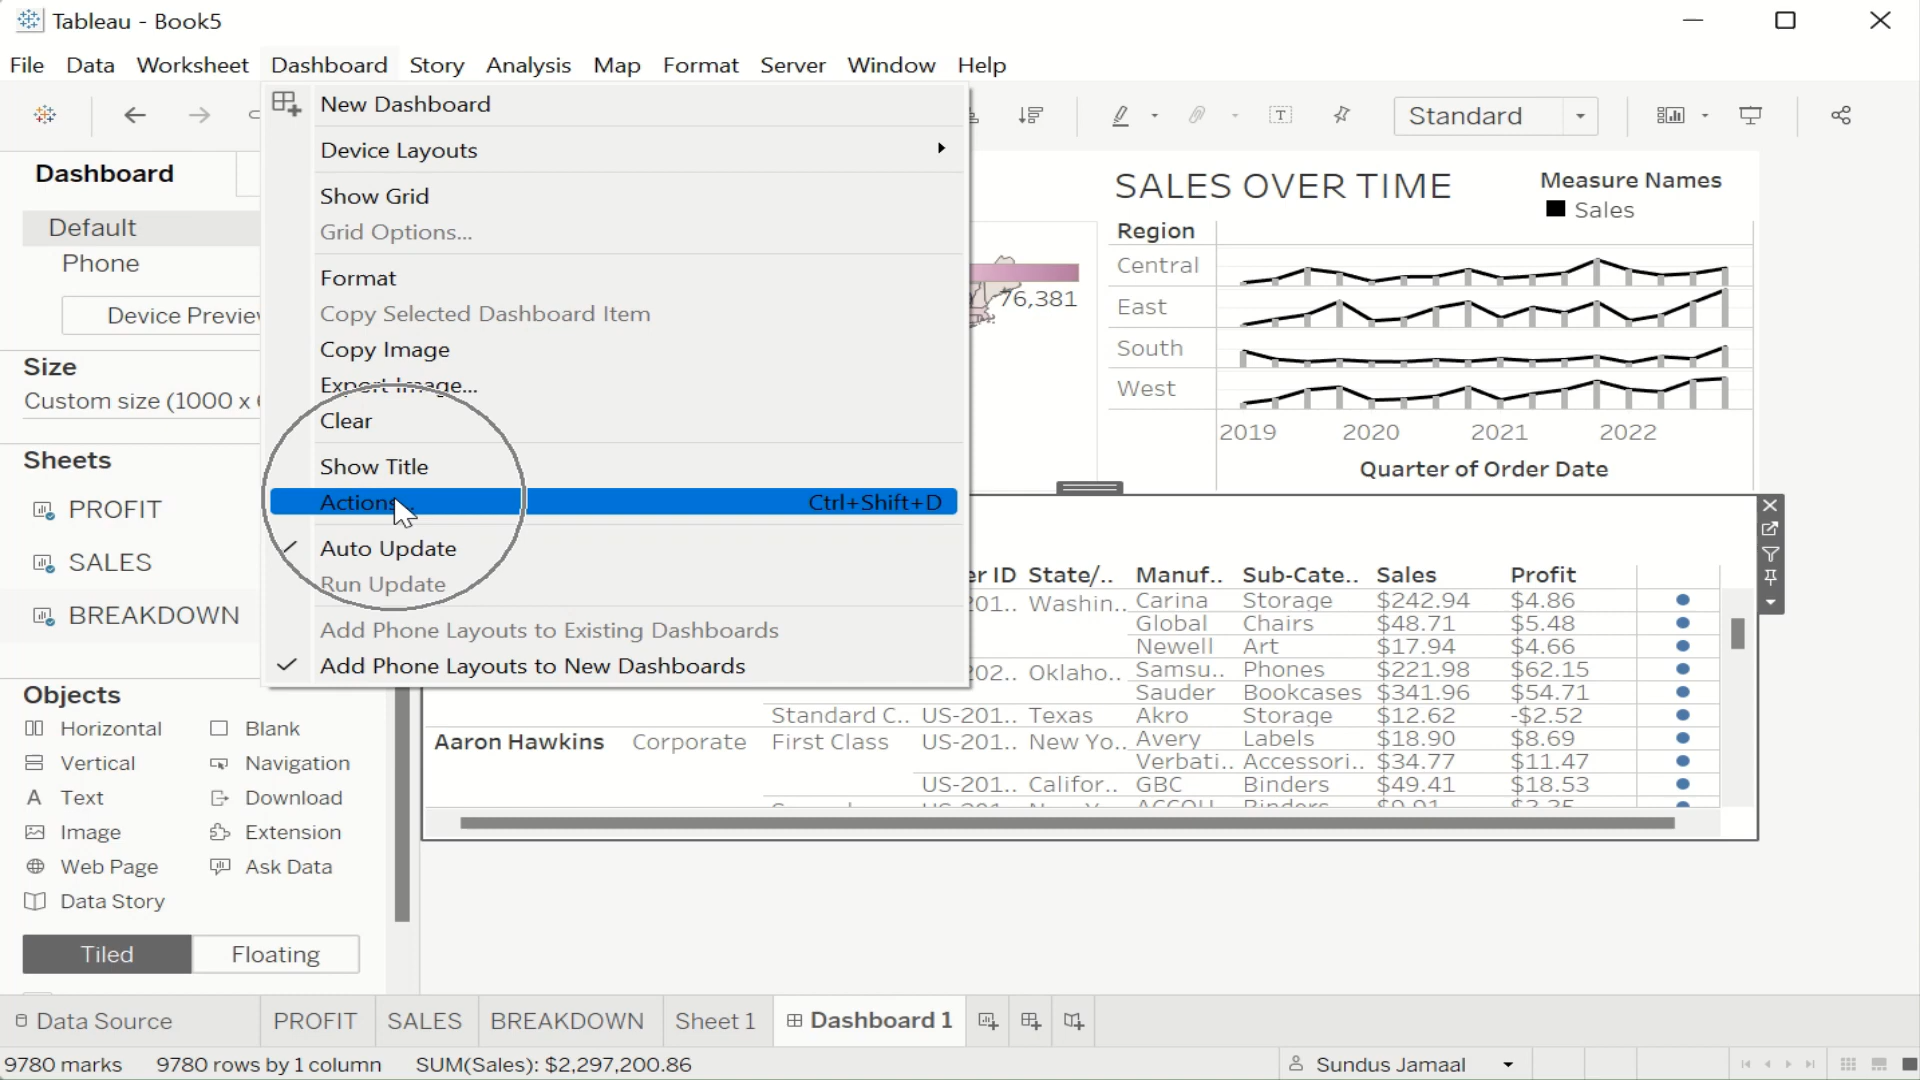 Tableau - Book5
File Data Worksheet Dashboard Story Analysis Map Format Server Window Help
New Dashboard
Device Layouts
Show Grid
Grid Options...
Format
Copy Selected Dashboard Item
Copy Image
Export Image...
Clear
Show Title
Actions Ctrl+Shift+D
Auto Update
Run Update
Add Phone Layouts to Existing Dashboards
Add Phone Layouts to New Dashboards
Standard
Dashboard
Default
Phone
Device Preview
Size
Custom size (1000 x
Sheets
PROFIT
SALES
BREAKDOWN
Objects
Horizontal Blank
Vertical Navigation
Text Download
Image Extension
Web Page Ask Data
Data Story
Tiled Floating
76,381
SALES OVER TIME
Measure Names
Sales
Region
Central
East
South
West
2019 2020 2021 2022
Quarter of Order Date
er ID State/.. Manuf.. Sub-Cate.. Sales Profit
01.. Washin.. Carina Storage $242.94 $4.86
Global Chairs $48.71 $5.48
Newell Art $17.94 $4.66
02.. Oklaho.. Samsu.. Phones $221.98 $62.15
Sauder Bookcases $341.96 $54.71
Standard C.. US-201.. Texas Akro Storage $12.62 -$2.52
Aaron Hawkins Corporate First Class US-201.. New Yo.. Avery Labels $18.90 $8.69
Verbati.. Accessori.. $34.77 $11.47
US-201.. Califor.. GBC Binders $49.41 $18.53
Data Source PROFIT SALES BREAKDOWN Sheet 1 Dashboard 1
9780 marks 9780 rows by 1 column SUM(Sales): $2,297,200.86 Sundus Jamaal